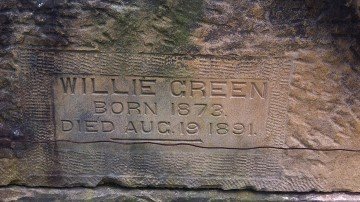 WILLIE GREEN
BORN 1873.
DIED AUG. 19 1891.